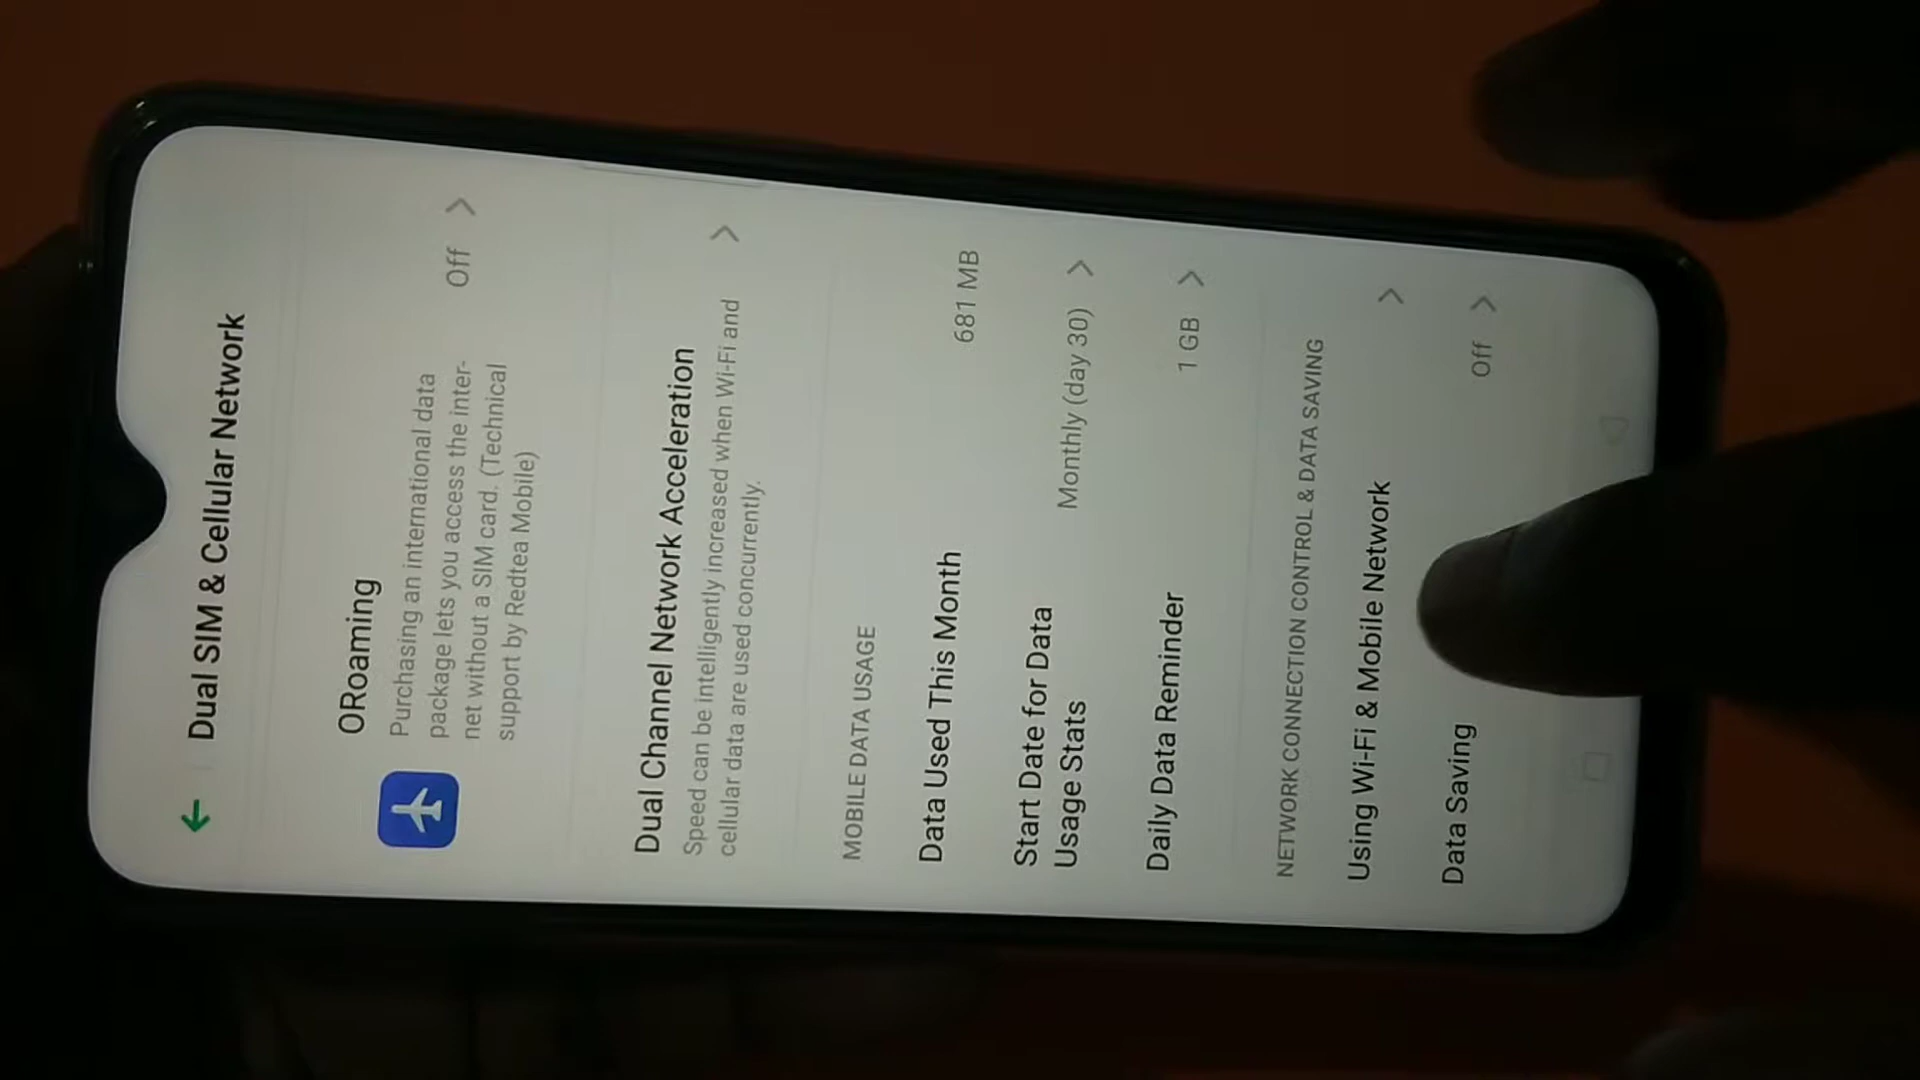 Dual SIM & Cellular Network
ORoaming
Purchasing an international data
package lets you access the inter-
net without a SIM card. (Technical
support by Redtea Mobile)
Off
Dual Channel Network Acceleration
Speed can be intelligently increased when Wi-Fi and
cellular data are used concurrently.
MOBILE DATA USAGE
Data Used This Month
681 MB
Start Date for Data
Usage Stats
Monthly (day 30)
Daily Data Reminder
1 GB
NETWORK CONNECTION CONTROL & DATA SAVING
Using Wi-Fi & Mobile Network
Data Saving
Off